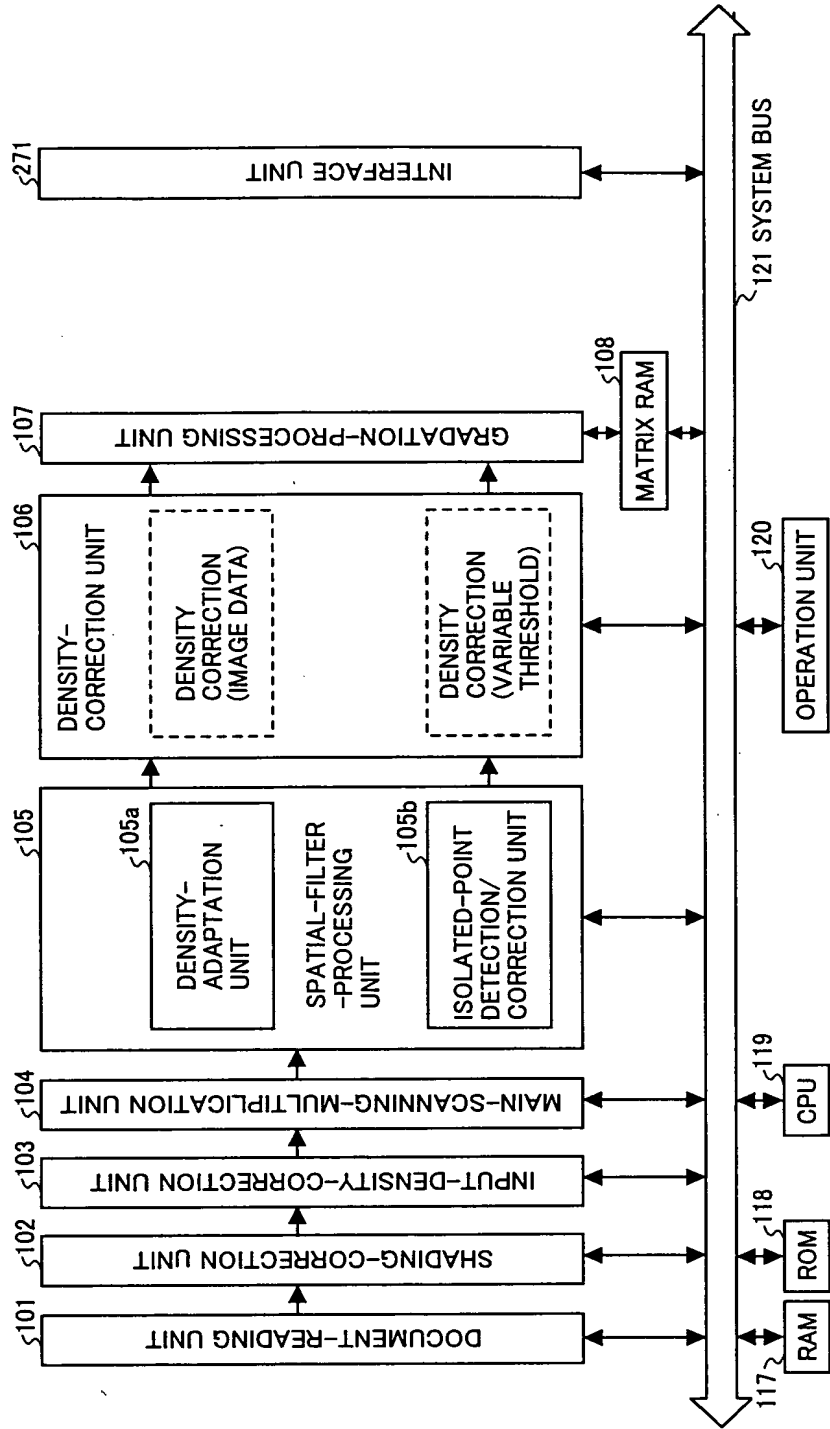 101
DOCUMENT-READING UNIT
102
SHADING-CORRECTION UNIT
103
INPUT-DENSITY-CORRECTION UNIT
104
MAIN-SCANNING-MULTIPLICATION UNIT
105
105a
DENSITY-
ADAPTATION
UNIT
SPATIAL-FILTER
-PROCESSING
UNIT
105b
ISOLATED-POINT
DETECTION/
CORRECTION UNIT
106
DENSITY-
CORRECTION UNIT
DENSITY
CORRECTION
(IMAGE DATA)
DENSITY
CORRECTION
(VARIABLE
THRESHOLD)
107
GRADATION-PROCESSING UNIT
108
MATRIX RAM
271
INTERFACE UNIT
121 SYSTEM BUS
117
RAM
118
ROM
119
CPU
120
OPERATION UNIT